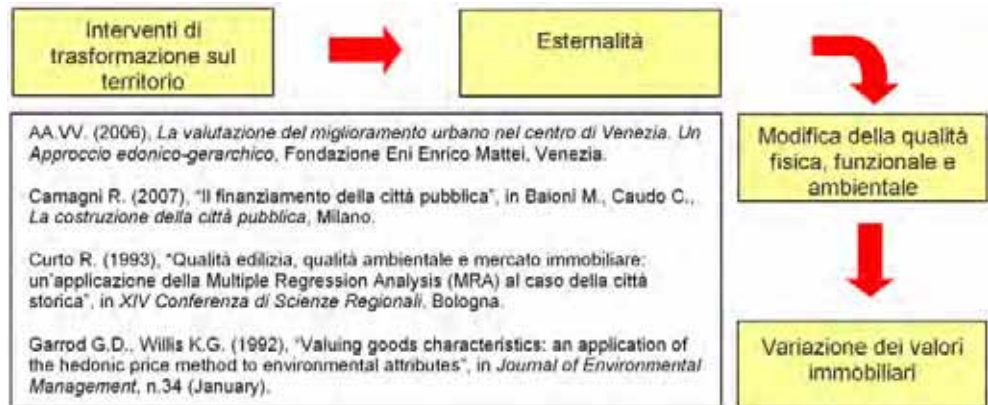 Interventi di
trasformazione sul
territorio
Esternalità
Modifica della qualità
fisica, funzionale e
ambientale
Variazione dei valori
immobiliari
AA.VV. (2006), La valutazione del miglioramento urbano nel centro di Venezia. Un
Approccio edonico-gerarchico, Fondazione Eni Enrico Mattei, Venezia.
Camagni R. (2007), "Il finanziamento della città pubblica", in Baioni M., Caudo C.,
La costruzione della città pubblica, Milano.
Curto R. (1993), "Qualità edilizia, qualità ambientale e mercato immobiliare:
un'applicazione della Multiple Regression Analysis (MRA) al caso della città
storica", in XIV Conferenza di Scienze Regionali, Bologna.
Garrod G.D., Willis K.G. (1992), "Valuing goods characteristics: an application of
the hedonic price method to environmental attributes", in Journal of Environmental
Management, n.34 (January).